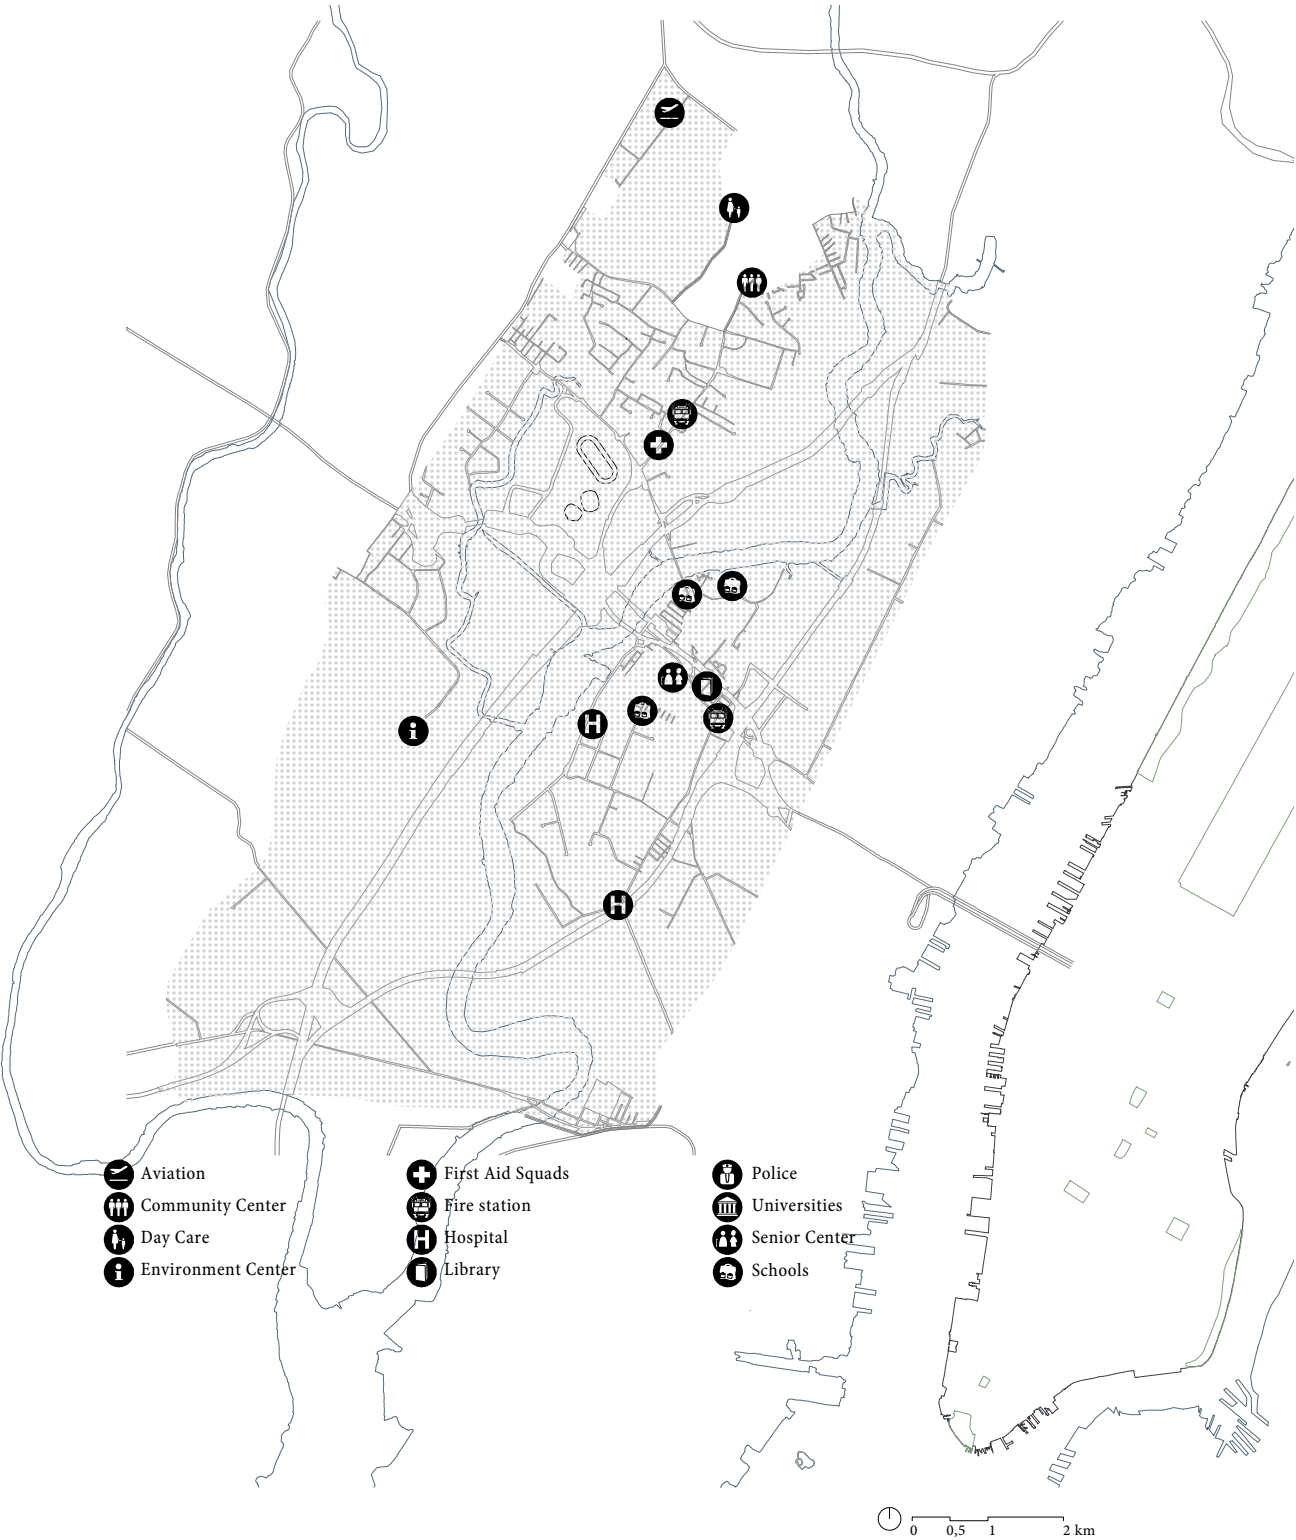 Aviation
Community Center
Day Care
Environment Center
First Aid Squads
Fire station
Hospital
Library
Police
Universities
Senior Center
Schools
0 0,5 1 2 km